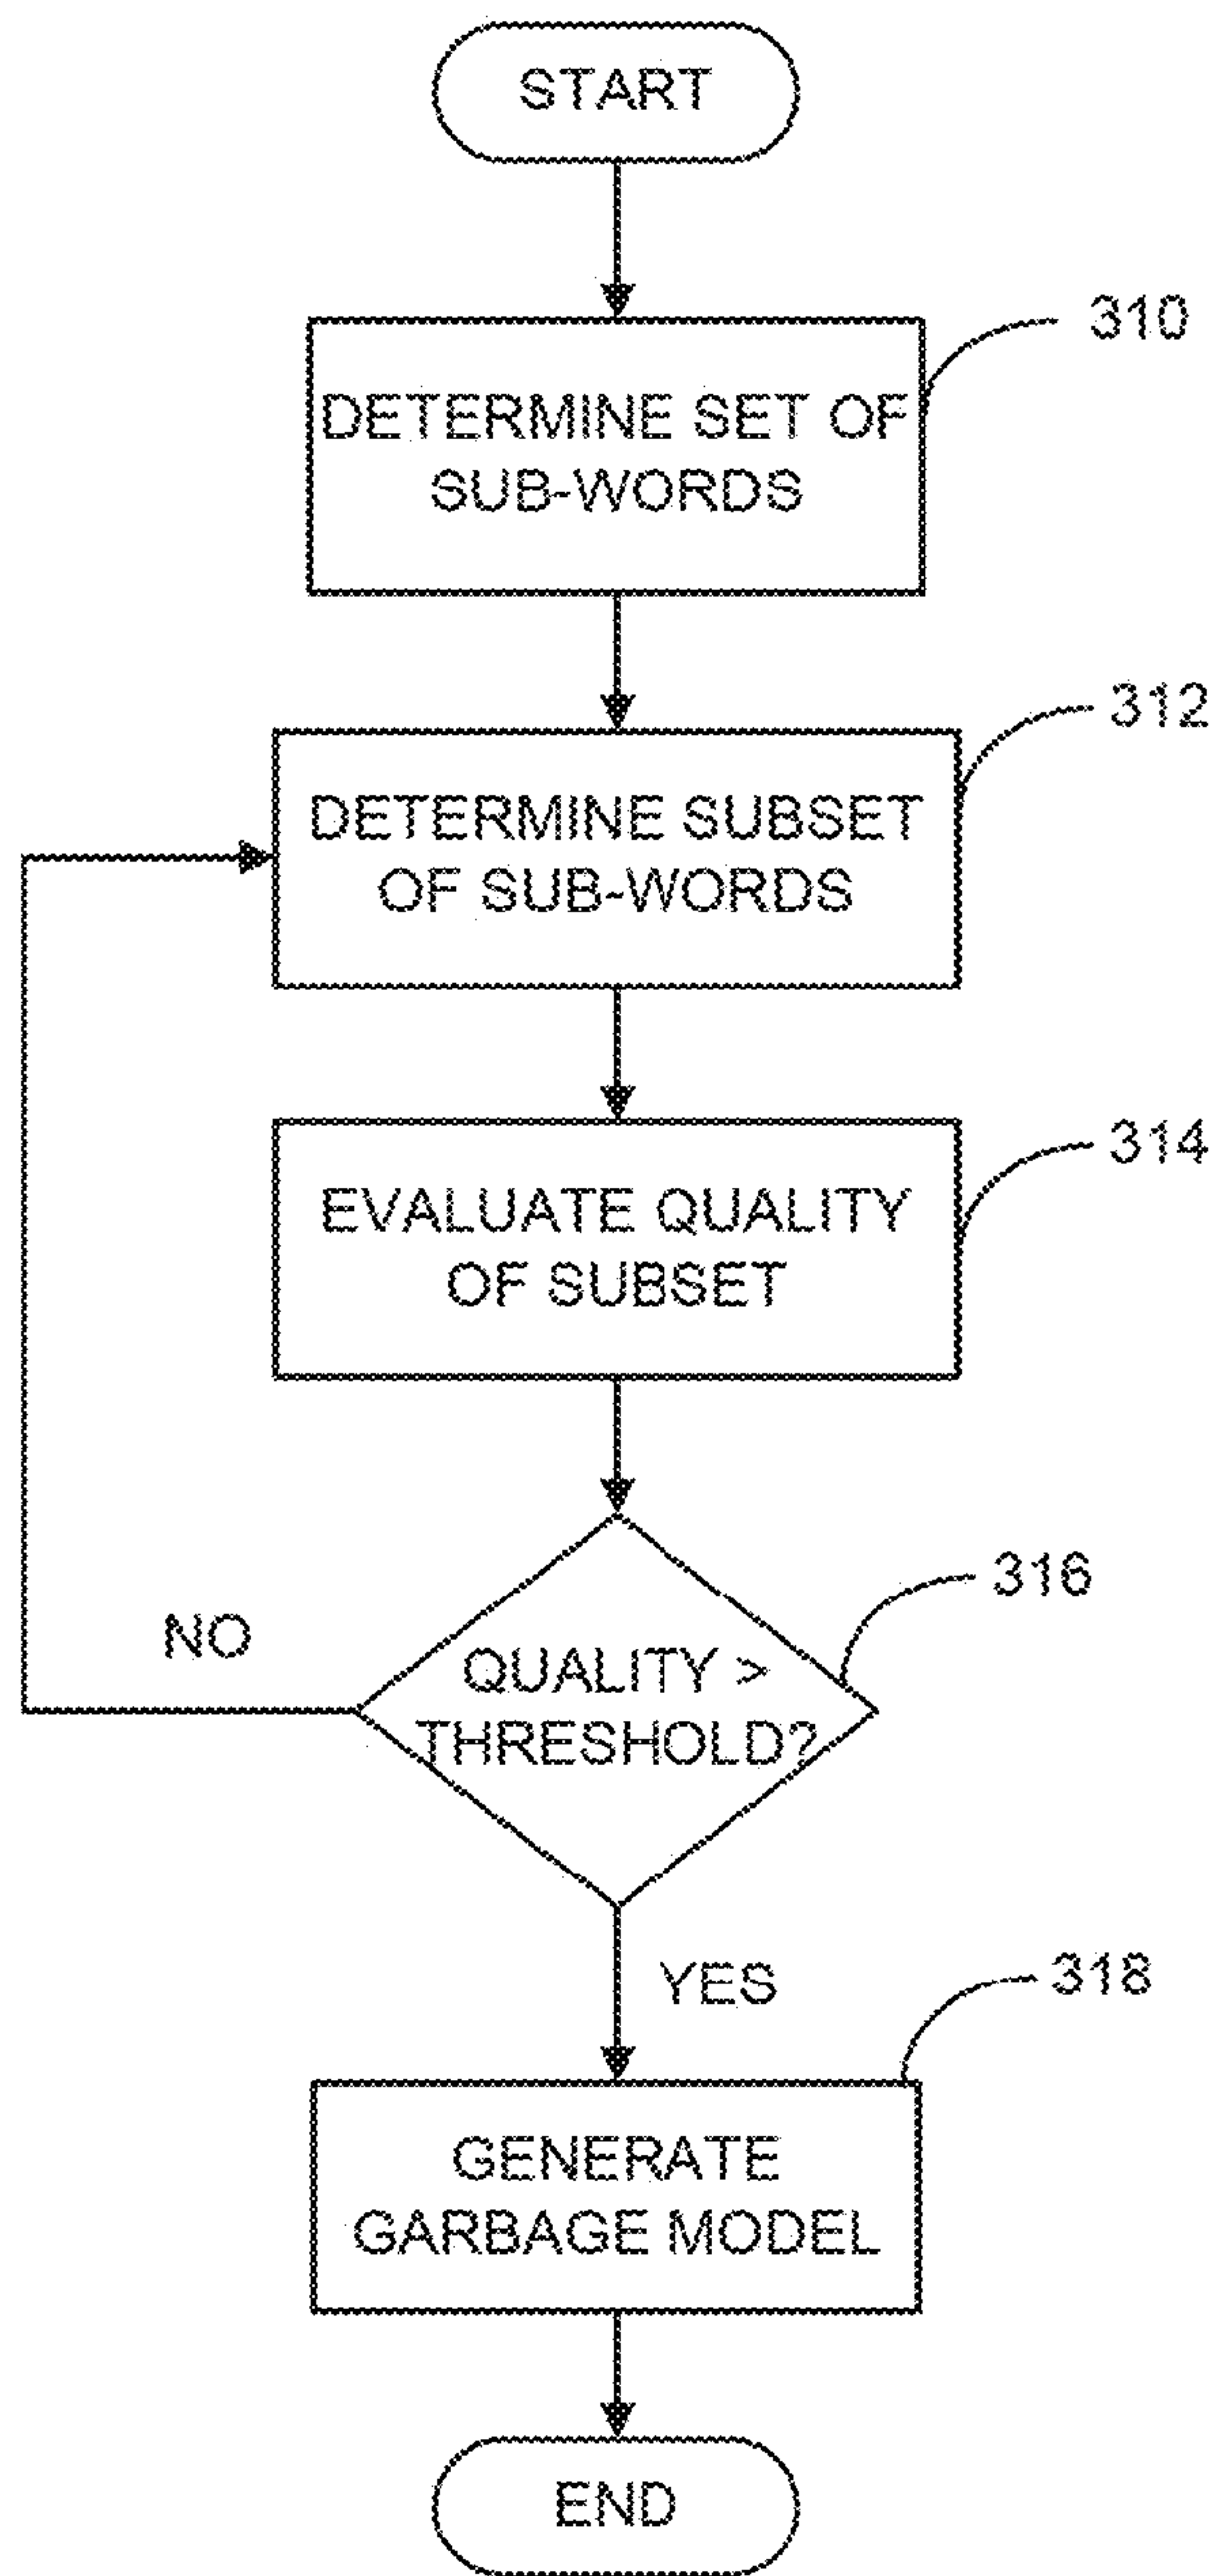 START
310
DETERMINE SET OF
SUB-WORDS
312
DETERMINE SUBSET
OF SUB-WORDS
314
EVALUATE QUALITY
OF SUBSET
316
NO
QUALITY >
THRESHOLD?
YES
318
GENERATE
GARBAGE MODEL
END